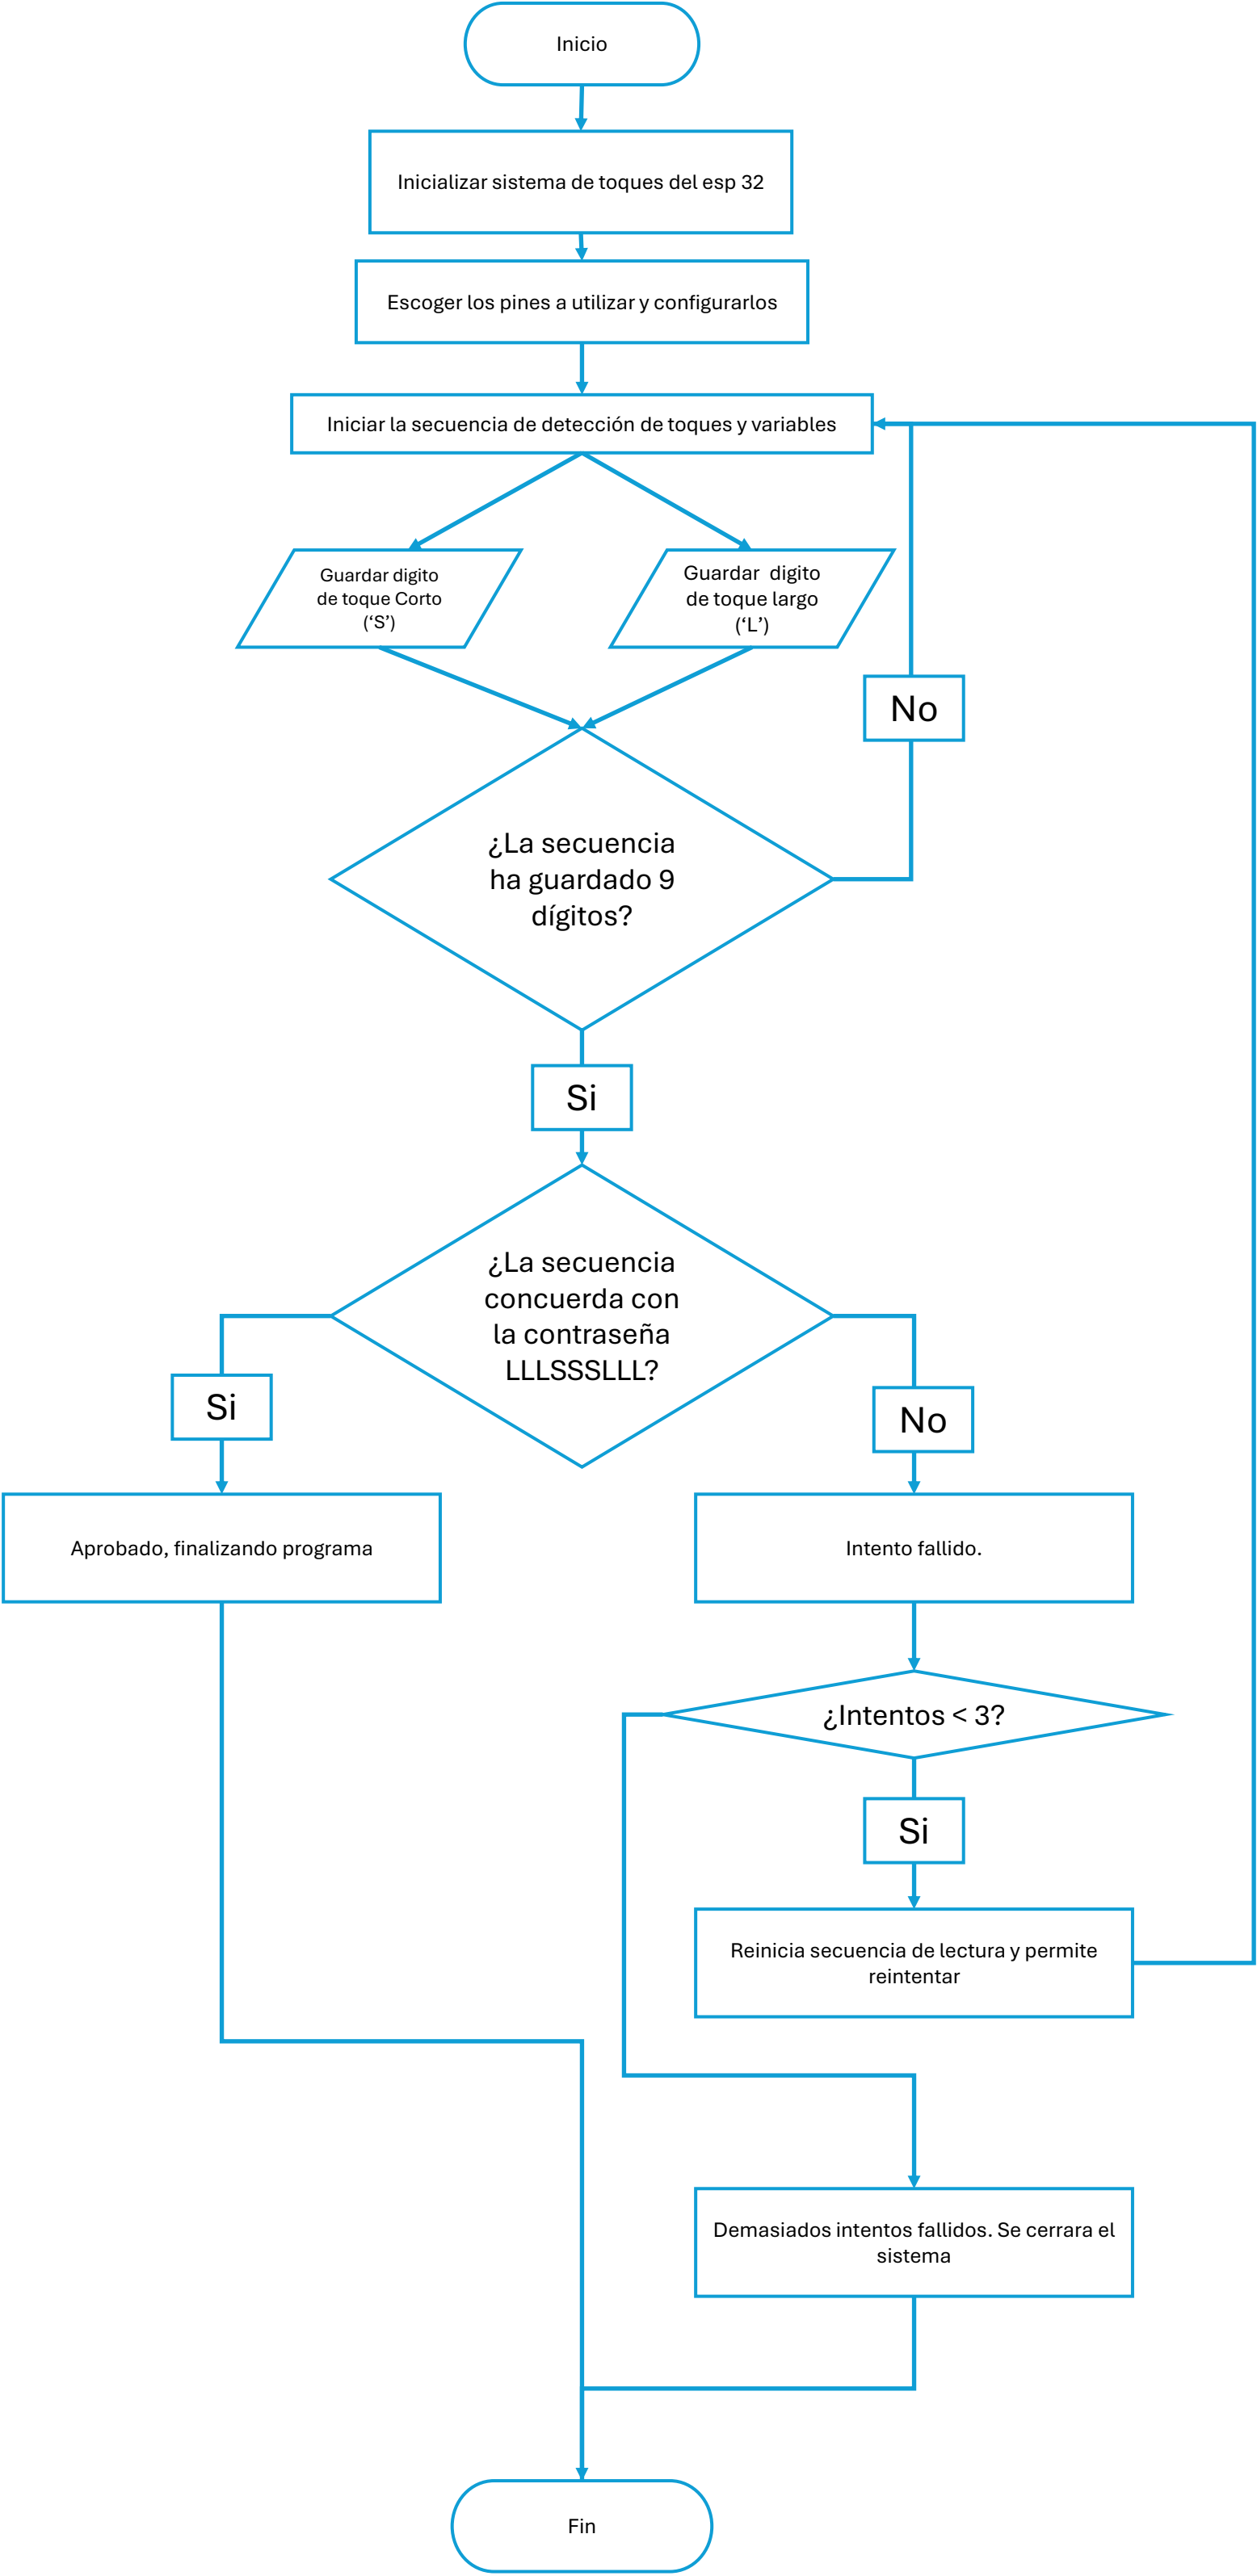 Inicio
Inicializar sistema de toques del esp 32
Escoger los pines a utilizar y configurarlos
Iniciar la secuencia de detección de toques y variables
Guardar digito
de toque Corto
(‘S’)
Guardar  digito
de toque largo
(‘L’)
No
¿La secuencia
ha guardado 9
dígitos?
Si
¿La secuencia
concuerda con
la contraseña
LLLSSSLLL?
Si
No
Aprobado, finalizando programa
Intento fallido.
¿Intentos < 3?
Si
Reinicia secuencia de lectura y permite
reintentar
Demasiados intentos fallidos. Se cerrara el
sistema
Fin